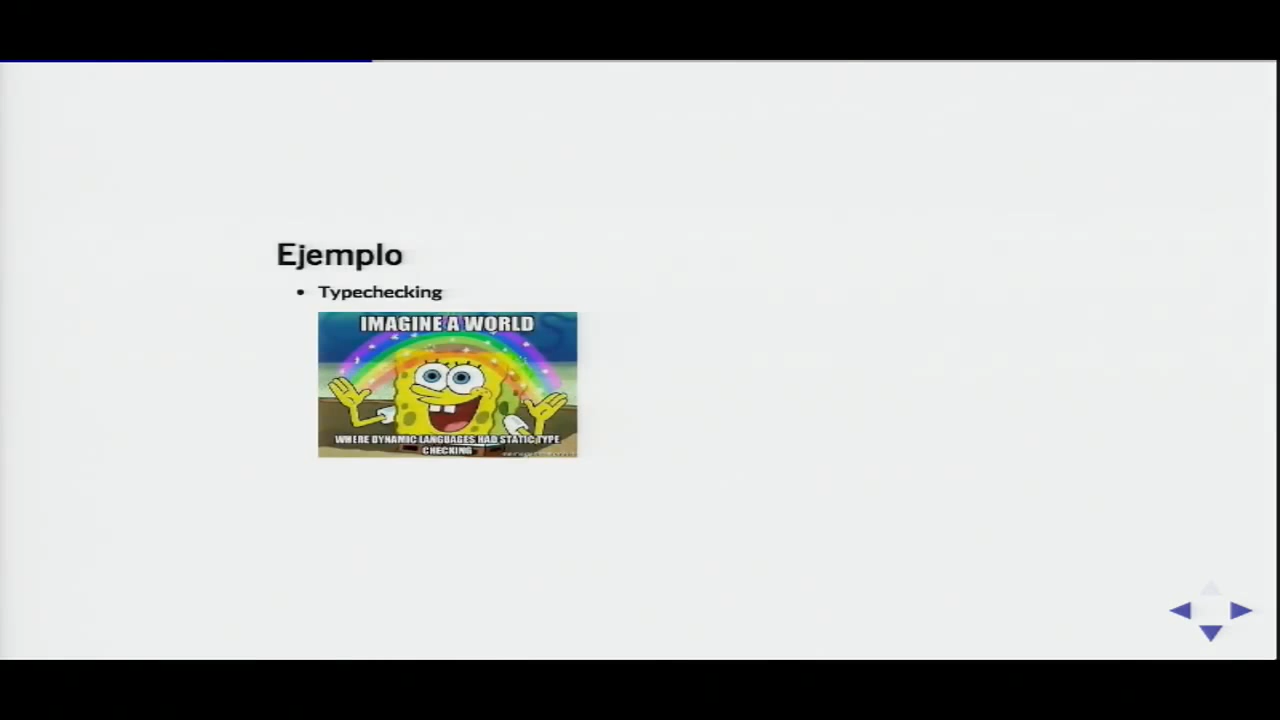 Ejemplo
Typechecking
IMAGINE A WORLD
WHERE DYNAMIC LANGUAGES HAD STATIC TYPE
CHECKING